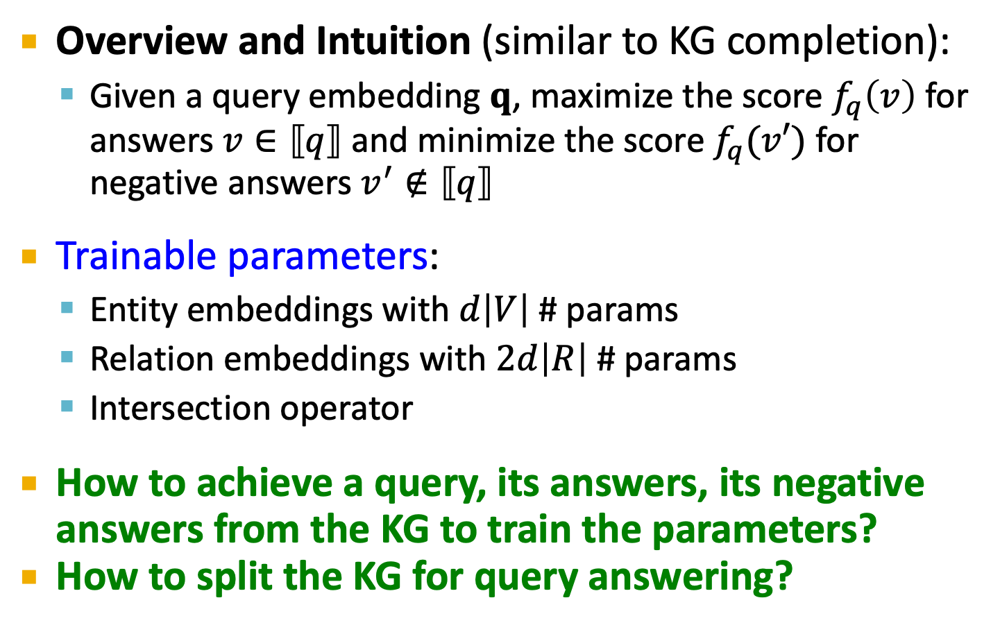 ▪ Overview and Intuition (similar to KG completion):
▪ Given a query embedding 𝐪, maximize the score $f_q(v)$ for
answers $v \in ⟦q⟧$ and minimize the score $f_q(v')$ for
negative answers $v' \notin ⟦q⟧$
▪ Trainable parameters:
▪ Entity embeddings with $d|V|$ # params
▪ Relation embeddings with $2d|R|$ # params
▪ Intersection operator
▪ How to achieve a query, its answers, its negative
answers from the KG to train the parameters?
▪ How to split the KG for query answering?